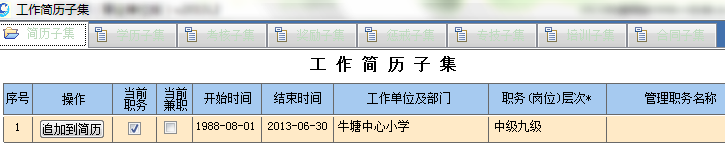 工作简历子集
简历子集 学历子集 考核子集 奖励子集 惩戒子集 支核子集 培训子集 合同子集
工作简历子集
序号 操作 当前职务 当前兼职 开始时间 结束时间 工作单位及部门 职务(岗位)层次* 管理职务名称
1 追加到简历 1988-08-01 2013-06-30 牛塘中心小学 中级九级